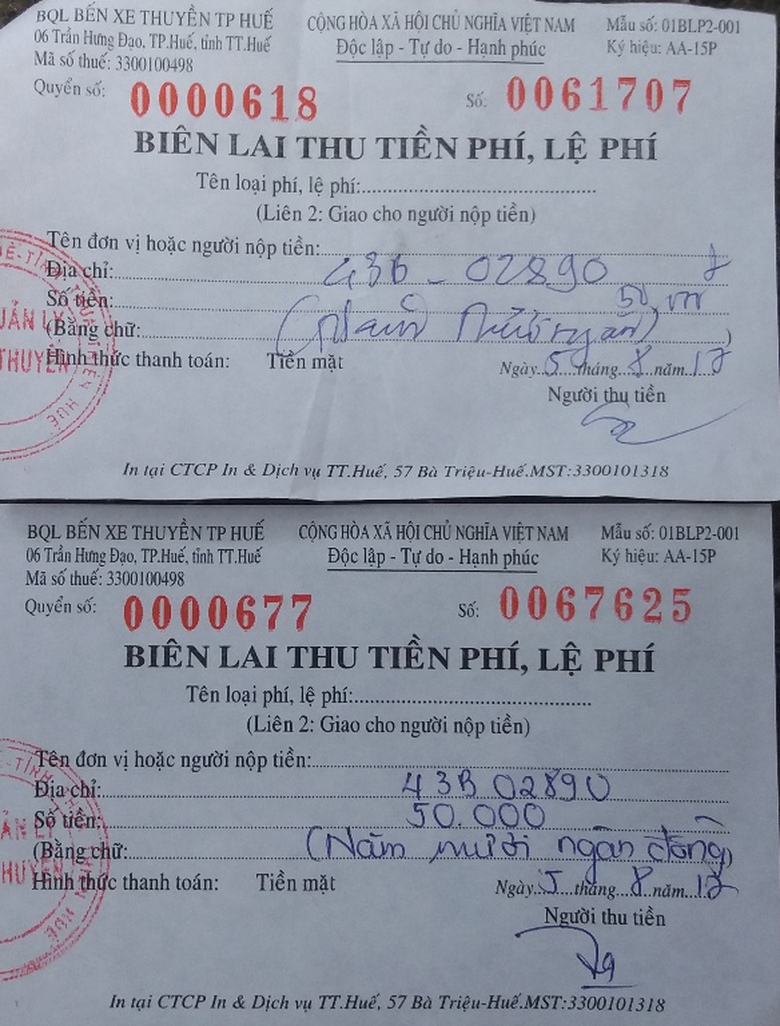 BQL BẾN XE THUYỀN TP HUẾ
CỘNG HÒA XÃ HỘI CHỦ NGHĨA VIỆT NAM
Mẫu số: 01BLP2-001
06 Trần Hưng Đạo, TP.Huế, tỉnh TT.Huế
Độc lập - Tự do - Hạnh phúc
Ký hiệu: AA-15P
Mã số thuế: 3300100498
Quyển số: 0000618
Số: 0061707
BIÊN LAI THU TIỀN PHÍ, LỆ PHÍ
Tên loại phí, lệ phí:
(Liên 2: Giao cho người nộp tiền)
Tên đơn vị hoặc người nộp tiền:
Địa chỉ: 43B - 02890
Số tiền: 50,
(Bằng chữ: )
Hình thức thanh toán: Tiền mặt
Ngày 5 tháng 8 năm 17
Người thu tiền
In tại CTCP In & Dịch vụ TT.Huế, 57 Bà Triệu-Huế.MST:3300101318
BQL BẾN XE THUYỀN TP HUẾ
CỘNG HÒA XÃ HỘI CHỦ NGHĨA VIỆT NAM
Mẫu số: 01BLP2-001
06 Trần Hưng Đạo, TP.Huế, tỉnh TT.Huế
Độc lập - Tự do - Hạnh phúc
Ký hiệu: AA-15P
Mã số thuế: 3300100498
Quyển số: 0000677
Số: 0067625
BIÊN LAI THU TIỀN PHÍ, LỆ PHÍ
Tên loại phí, lệ phí:
(Liên 2: Giao cho người nộp tiền)
Tên đơn vị hoặc người nộp tiền:
Địa chỉ: 43B 02890
Số tiền: 50.000
(Bằng chữ: (Năm mươi ngàn đồng)
Hình thức thanh toán: Tiền mặt
Ngày 5 tháng 8 năm 17
Người thu tiền
In tại CTCP In & Dịch vụ TT.Huế, 57 Bà Triệu-Huế.MST:3300101318